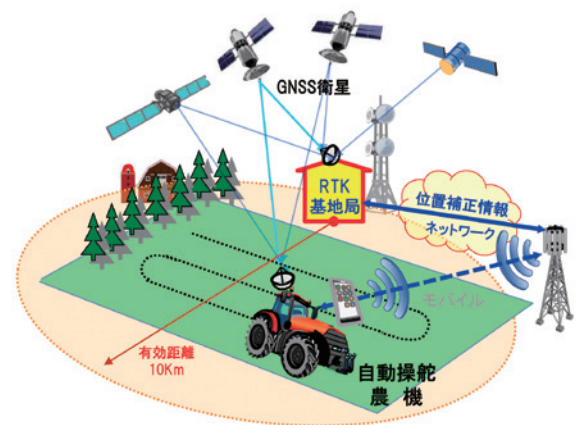 GNSS衛星
RTK
基地局
位置補正情報
ネットワーク
モバイル
有効距離
10Km
自動操舵
農機